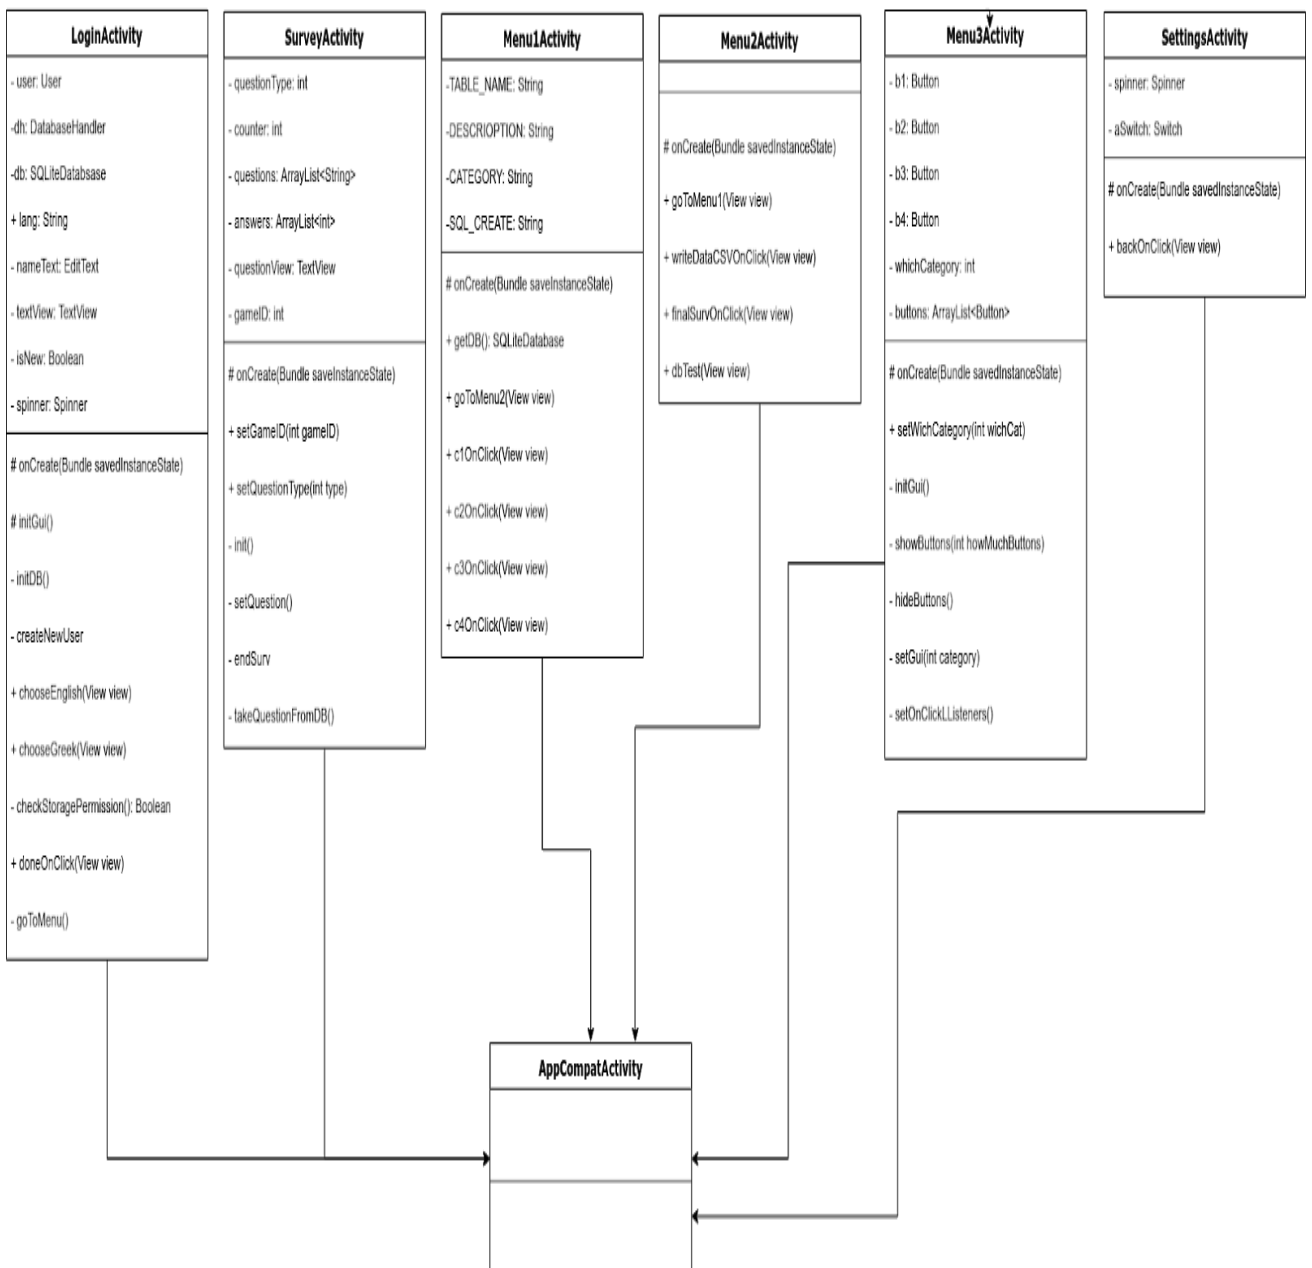 LoginActivity
- user: User
-dh: DatabaseHandler
-db: SQLiteDatabsase
+ lang: String
- nameText: EditText
- textView: TextView
- isNew: Boolean
- spinner: Spinner
# onCreate(Bundle savedInstanceState)
# initGui()
- initDB()
- createNewUser
+ chooseEnglish(View view)
+ chooseGreek(View view)
- checkStoragePermission(): Boolean
+ doneOnClick(View view)
- goToMenu()
SurveyActivity
- questionType: int
- counter: int
- questions: ArrayList<String>
- answers: ArrayList<int>
- questionView: TextView
- gameID: int
# onCreate(Bundle saveInstanceState)
+ setGameID(int gameID)
+ setQuestionType(int type)
- init()
- setQuestion()
- endSurv
- takeQuestionFromDB()
Menu1Activity
-TABLE_NAME: String
-DESCRIOPTION: String
-CATEGORY: String
-SQL_CREATE: String
# onCreate(Bundle saveInstanceState)
+ getDB(): SQLiteDatabase
+ goToMenu2(View view)
+ c1OnClick(View view)
+ c2OnClick(View view)
+ c3OnClick(View view)
+ c4OnClick(View view)
Menu2Activity
# onCreate(Bundle savedInstanceState)
+ goToMenu1(View view)
+ writeDataCSVOnClick(View view)
+ finalSurvOnClick(View view)
+ dbTest(View view)
Menu3Activity
- b1: Button
- b2: Button
- b3: Button
- b4: Button
- whichCategory: int
- buttons: ArrayList<Button>
# onCreate(Bundle savedInstanceState)
+ setWichCategory(int wichCat)
- initGui()
- showButtons(int howMuchButtons)
- hideButtons()
- setGui(int category)
- setOnClickLListeners()
SettingsActivity
- spinner: Spinner
- aSwitch: Switch
# onCreate(Bundle savedInstanceState)
+ backOnClick(View view)
AppCompatActivity